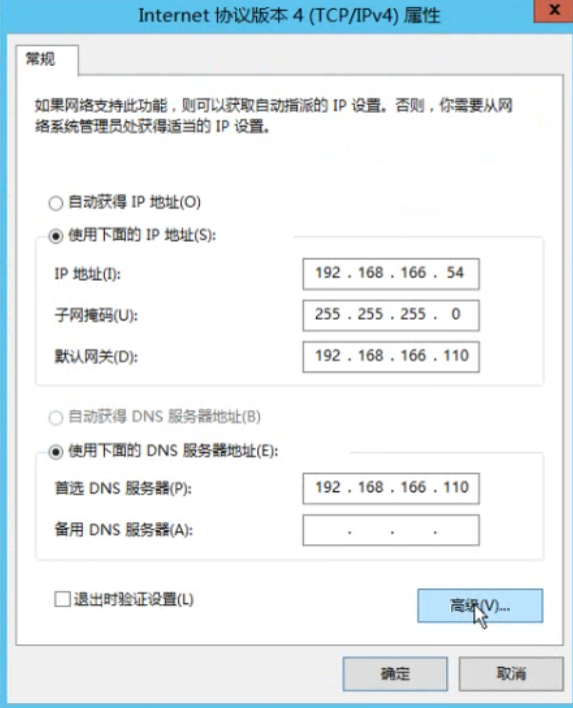 Internet 协议版本 4 (TCP/IPv4) 属性
x
常规
如果网络支持此功能，则可以获取自动指派的 IP 设置。否则，你需要从网
络系统管理员处获得适当的 IP 设置。
自动获得 IP 地址(O)
使用下面的 IP 地址(S):
IP 地址(I): 192 . 168 . 166 . 54
子网掩码(U): 255 . 255 . 255 . 0
默认网关(D): 192 . 168 . 166 . 110
自动获得 DNS 服务器地址(B)
使用下面的 DNS 服务器地址(E):
首选 DNS 服务器(P): 192 . 168 . 166 . 110
备用 DNS 服务器(A): . . .
退出时验证设置(L)
高级(V)...
确定 取消